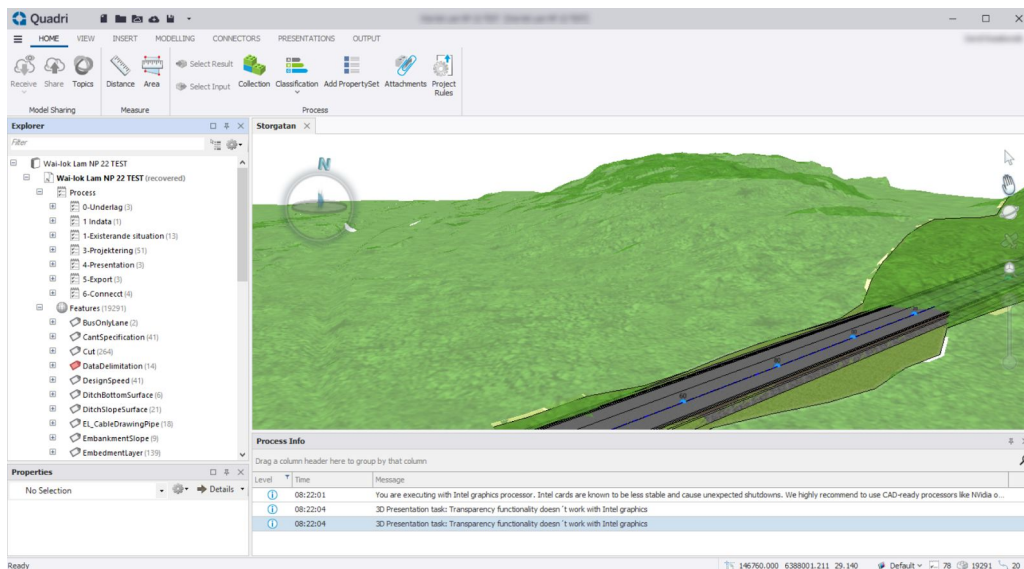 Quadri
HOME VIEW INSERT MODELLING CONNECTORS PRESENTATIONS OUTPUT
Receive Share Topics Distance Area Select Result Select Input Collection Classification Add PropertySet Attachments Project Rules
Model Sharing Measure Process
Explorer
Storgatan
Filter
N
Wai-lok Lam NP 22 TEST
Wai-lok Lam NP 22 TEST (recovered)
Process
0-Underlag (3)
1 Indata (1)
1-Existerande situation (13)
3-Projektering (51)
4-Presentation (3)
5-Export (3)
6-Connecct (4)
Features (19291)
BusOnlyLane (2)
CantSpecification (41)
Cut (264)
DataDelimitation (14)
DesignSpeed (41)
DitchBottomSurface (6)
DitchSlopeSurface (21)
EL_CableDrawingPipe (18)
EmbankmentSlope (9)
EmbedmentLayer (139)
Properties
No Selection Details
Process Info
Drag a column header here to group by that column
Level Time Message
08:22:01 You are executing with Intel graphics processor. Intel cards are known to be less stable and cause unexpected shutdowns. We highly recommend to use CAD-ready processors like NVidia o...
08:22:04 3D Presentation task: Transparency functionality doesn ´t work with Intel graphics
08:22:04 3D Presentation task: Transparency functionality doesn ´t work with Intel graphics
Ready 146760.000 6388001.211 29.140 Default 78 19291 20